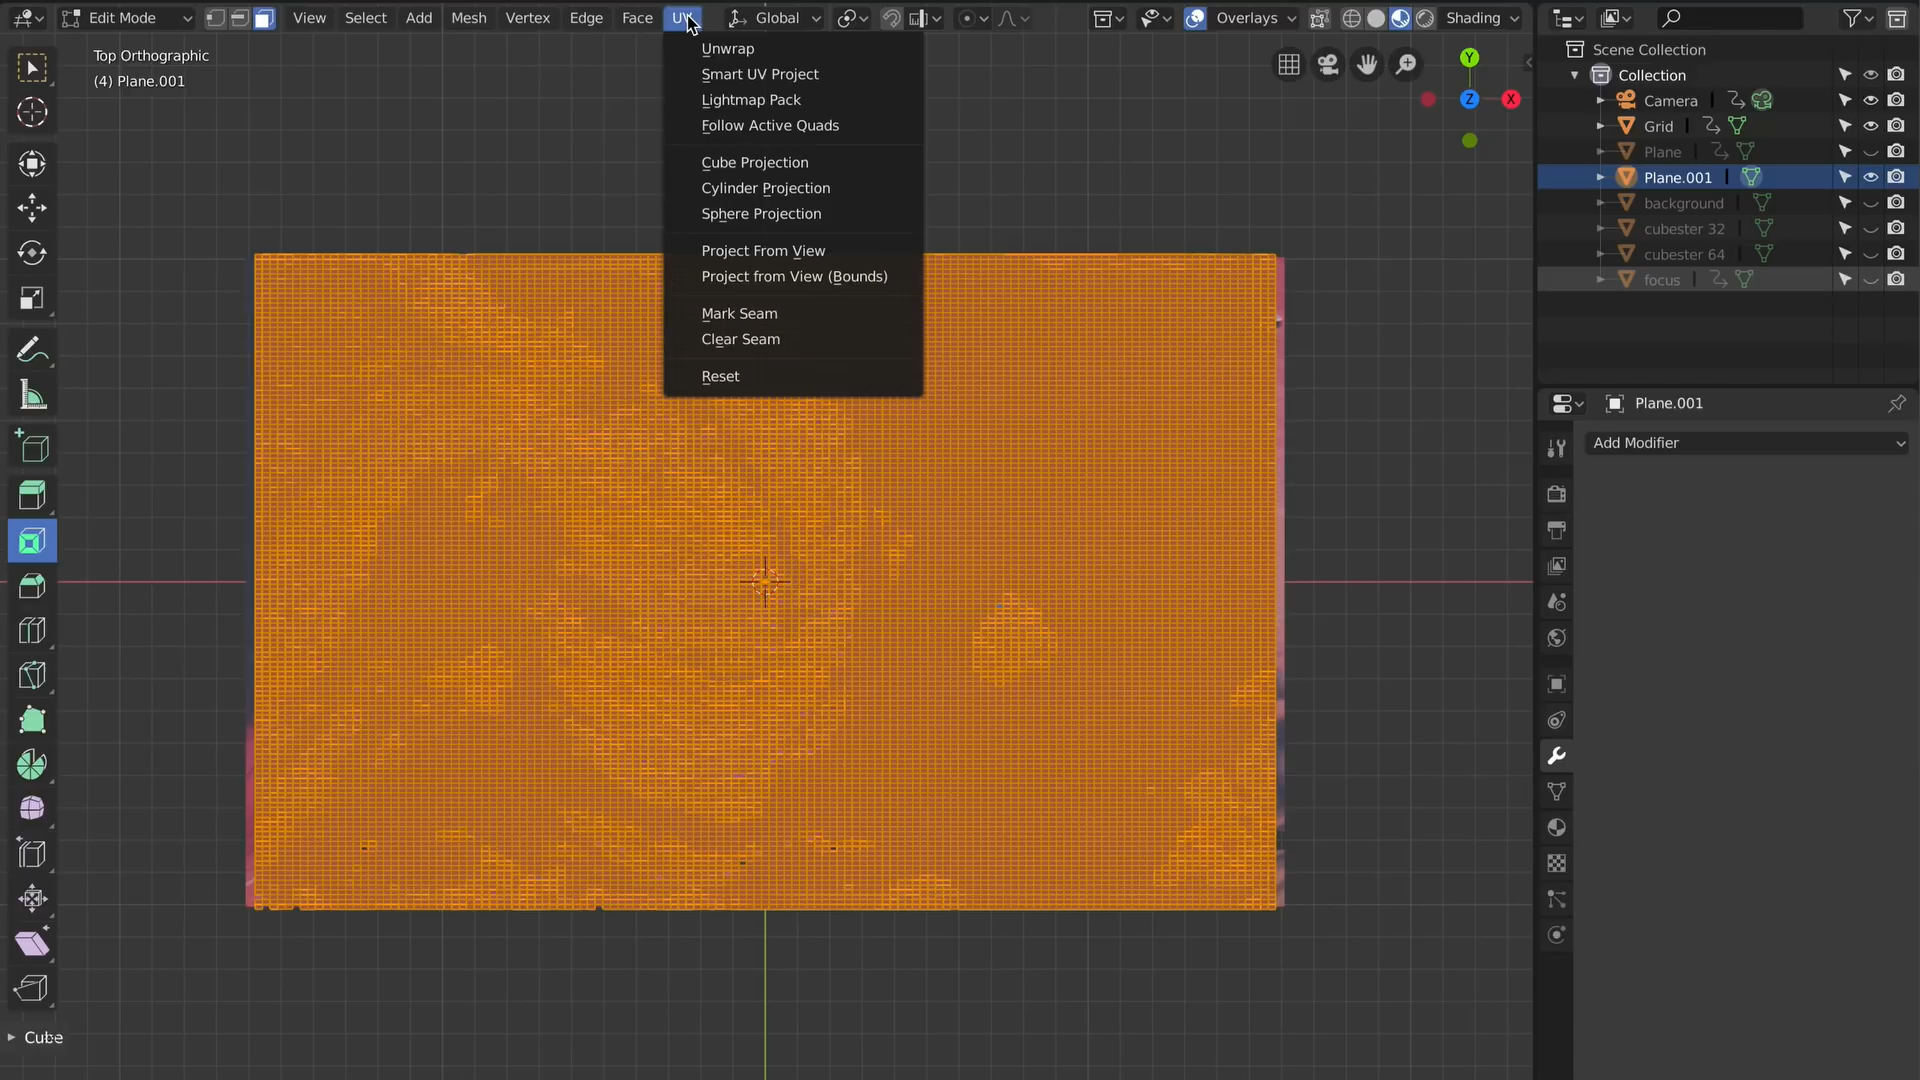 Edit Mode View Select Add Mesh Vertex Edge Face UV Global Overlays Shading
Top Orthographic
(4) Plane.001
Unwrap
Smart UV Project
Lightmap Pack
Follow Active Quads
Cube Projection
Cylinder Projection
Sphere Projection
Project From View
Project from View (Bounds)
Mark Seam
Clear Seam
Reset
Y
Z
X
Cube
Scene Collection
Collection
Camera
Grid
Plane
Plane.001
background
cubester 32
cubester 64
focus
Plane.001
Add Modifier